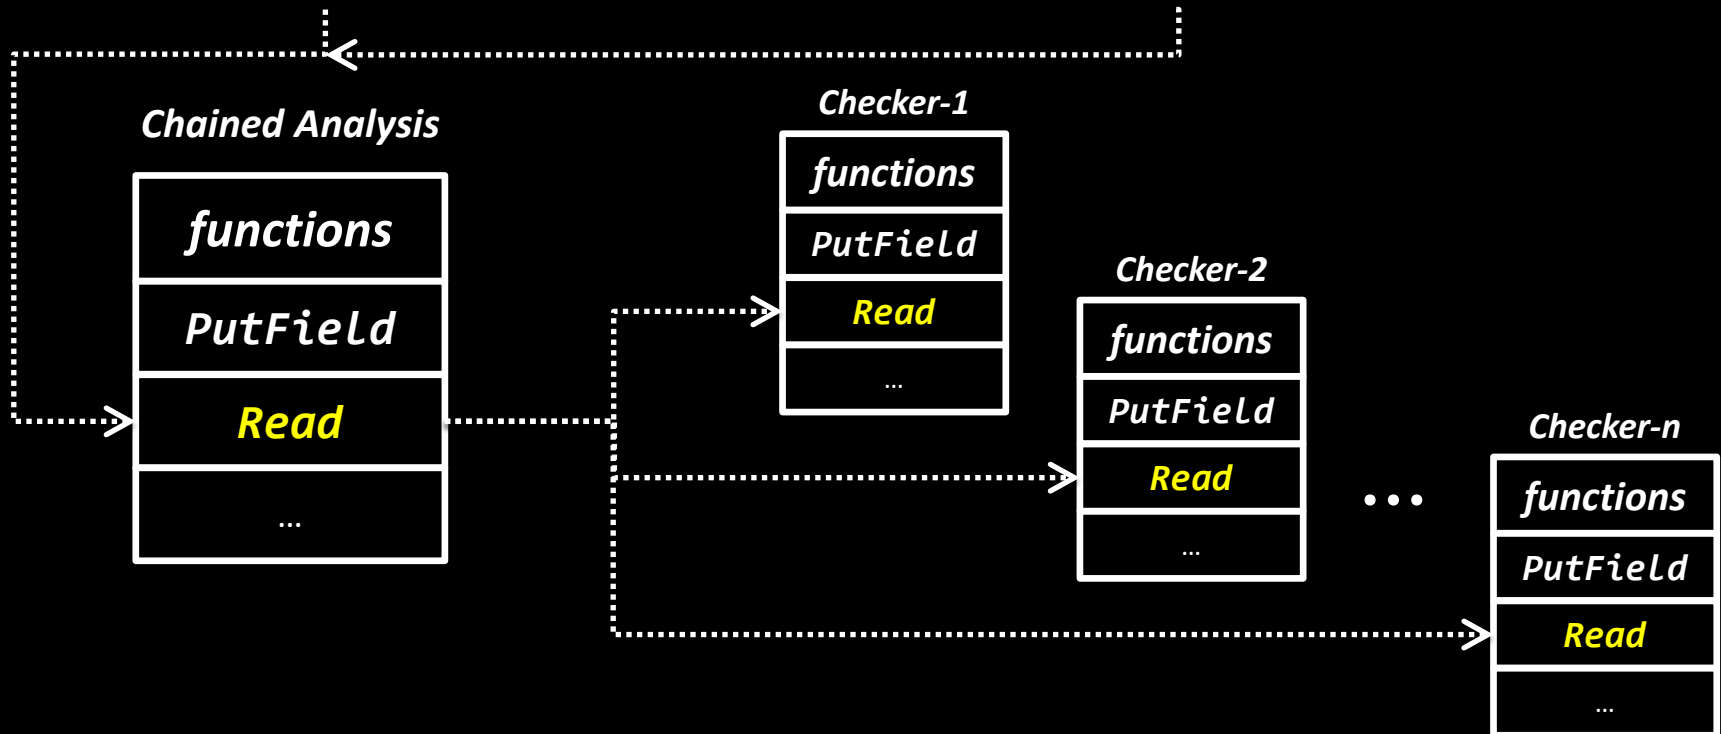 Chained Analysis
functions
PutField
Read
...
Checker-1
functions
PutField
Read
...
Checker-2
functions
PutField
Read
...
...
Checker-n
functions
PutField
Read
...